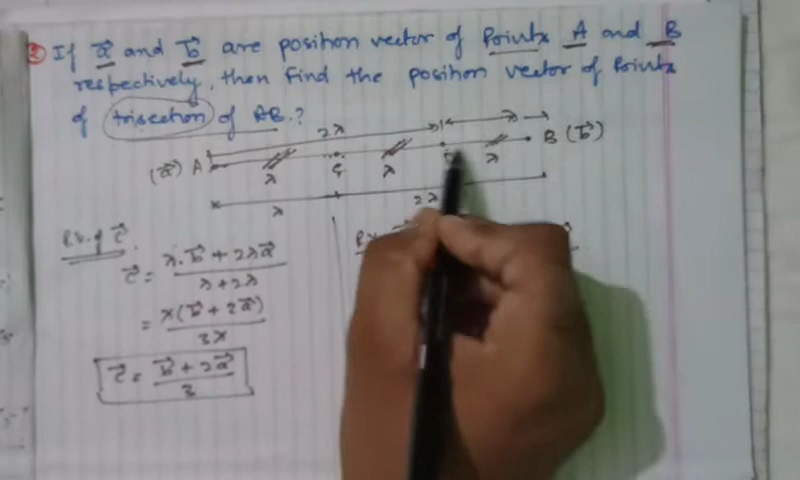 2) If a⃗ and b⃗ are position vector of Points A and B
respectively, then find the position vector of Points
of trisection of AB.?
2λ λ
(a⃗) A λ C λ λ B (b⃗)
λ 2λ
P.V. of c⃗.
c⃗ = λ.b⃗ + 2λa⃗ / λ + 2λ
= λ(b⃗ + 2a⃗) / 3λ
c⃗ = b⃗ + 2a⃗ / 3
P.V.